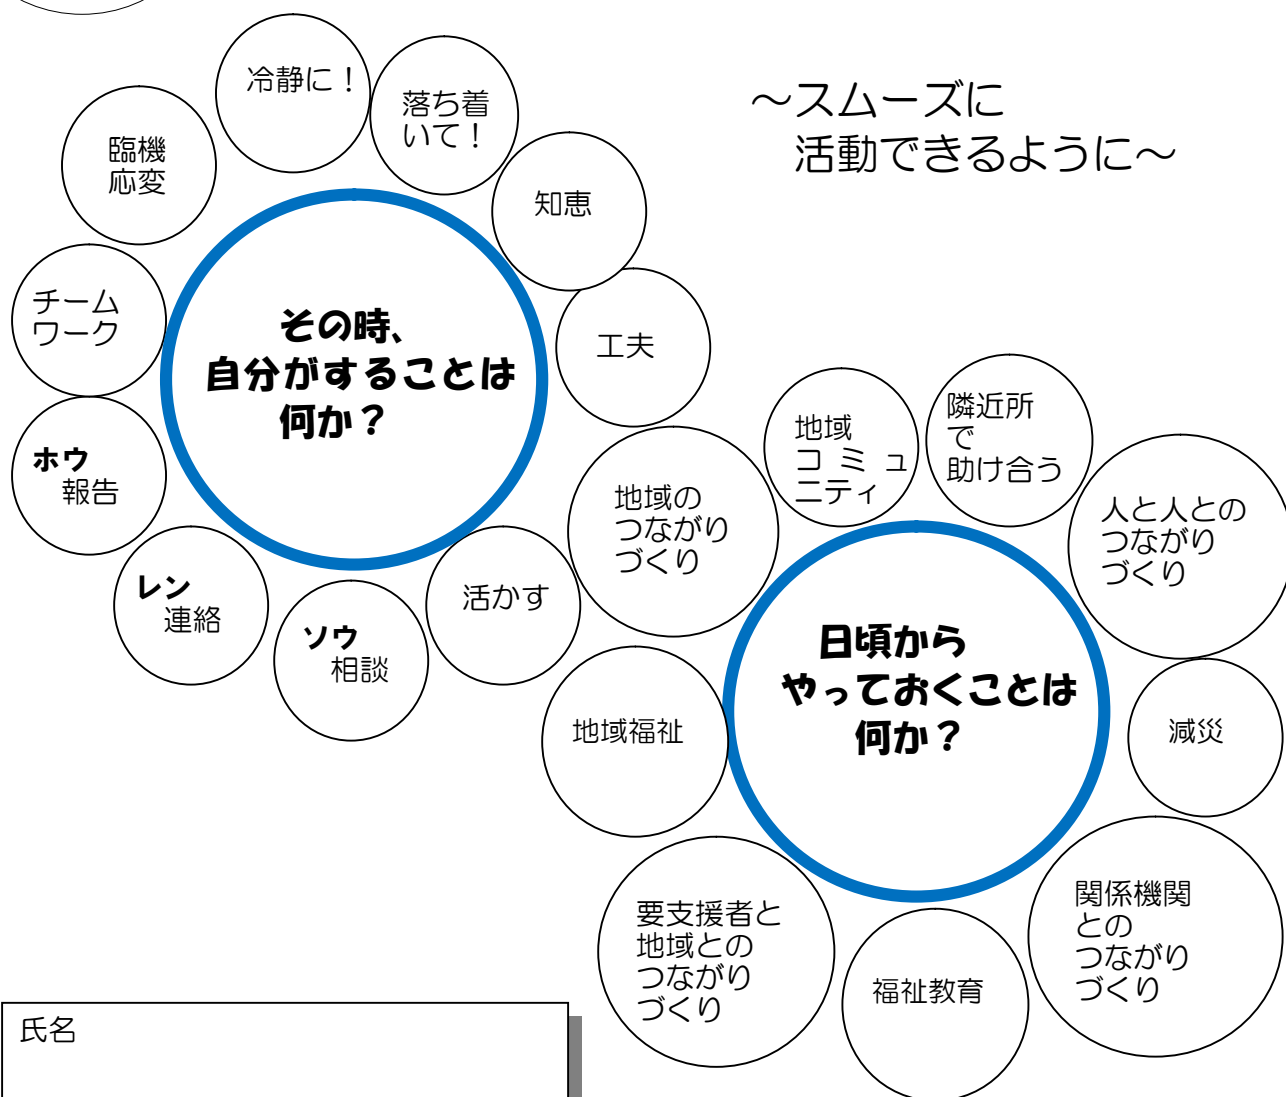 ～スムーズに
活動できるように～
冷静に！
落ち着
いて！
臨機
応変
知恵
チーム
ワーク
工夫
その時、
自分がすることは
何か？
ホウ
報告
レン
連絡
ソウ
相談
活かす
地域の
つながり
づくり
地域
コミュ
ニティ
隣近所
で
助け合う
人と人との
つながり
づくり
日頃から
やっておくことは
何か？
地域福祉
減災
要支援者と
地域との
つながり
づくり
福祉教育
関係機関
との
つながり
づくり
氏名